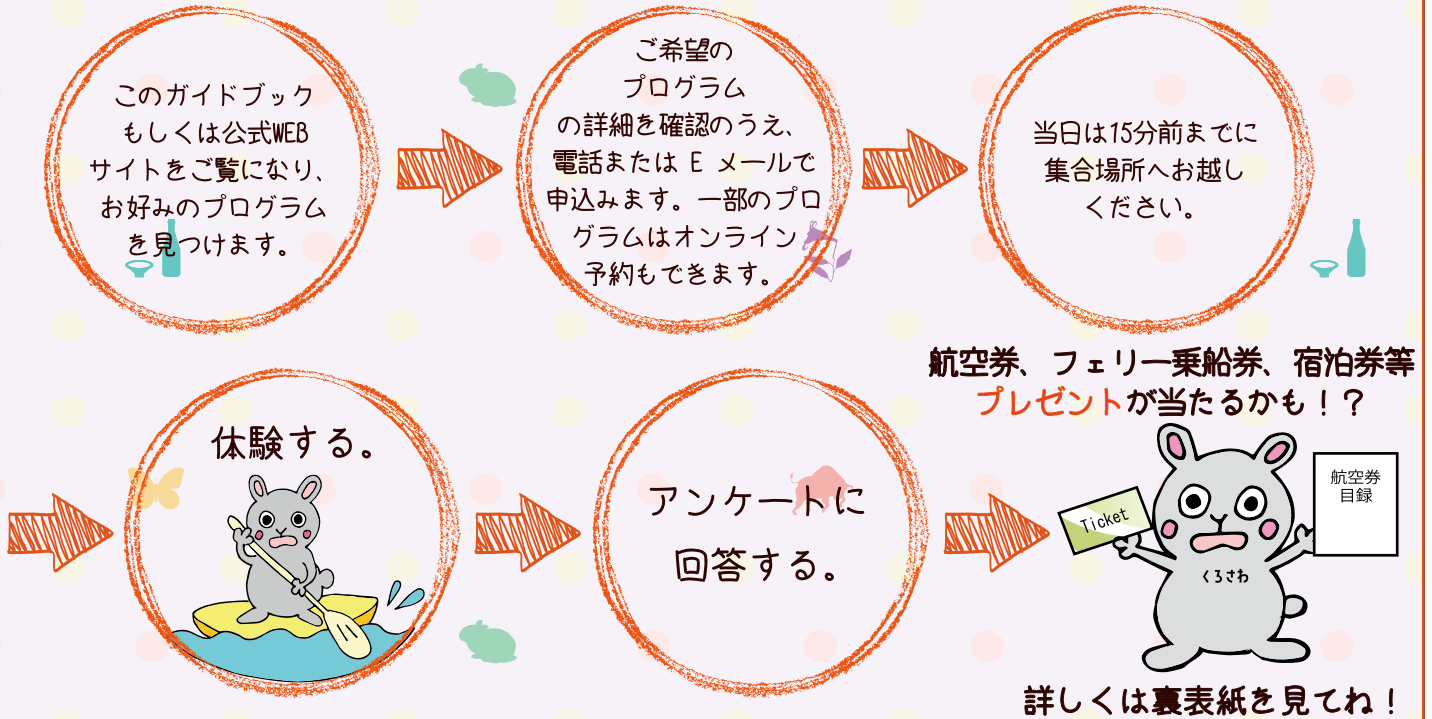 このガイドブック
もしくは公式WEB
サイトをご覧になり、
お好みのプログラム
を見つけます。
ご希望の
プログラム
の詳細を確認のうえ、
電話または E メールで
申込みます。一部のプロ
グラムはオンライン
予約もできます。
当日は15分前までに
集合場所へお越し
ください。
体験する。
アンケートに
回答する。
航空券、フェリー乗船券、宿泊券等
プレゼントが当たるかも！？
Ticket
航空券
目録
くろさわ
詳しくは裏表紙を見てね！